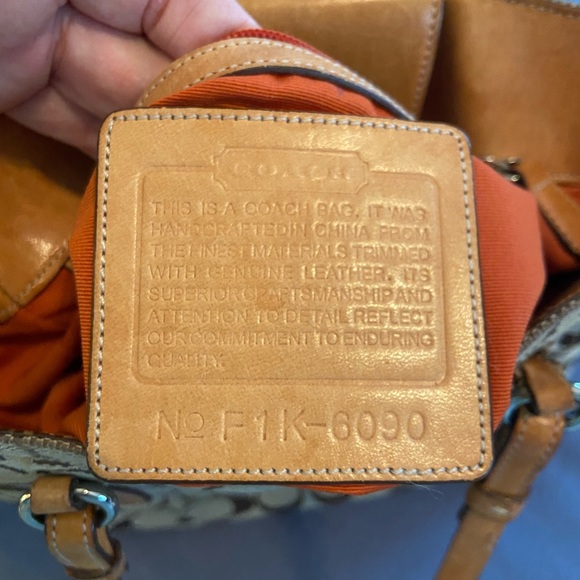 COACH
THIS IS A COACH BAG. IT WAS
HANDCRAFTED IN CHINA FROM
THE FINEST MATERIALS TRIMMED
WITH GENUINE LEATHER. ITS
SUPERIOR CRAFTSMANSHIP AND
ATTENTION TO DETAIL REFLECT
OUR COMMITMENT TO ENDURING
QUALITY.
No F1K-6090